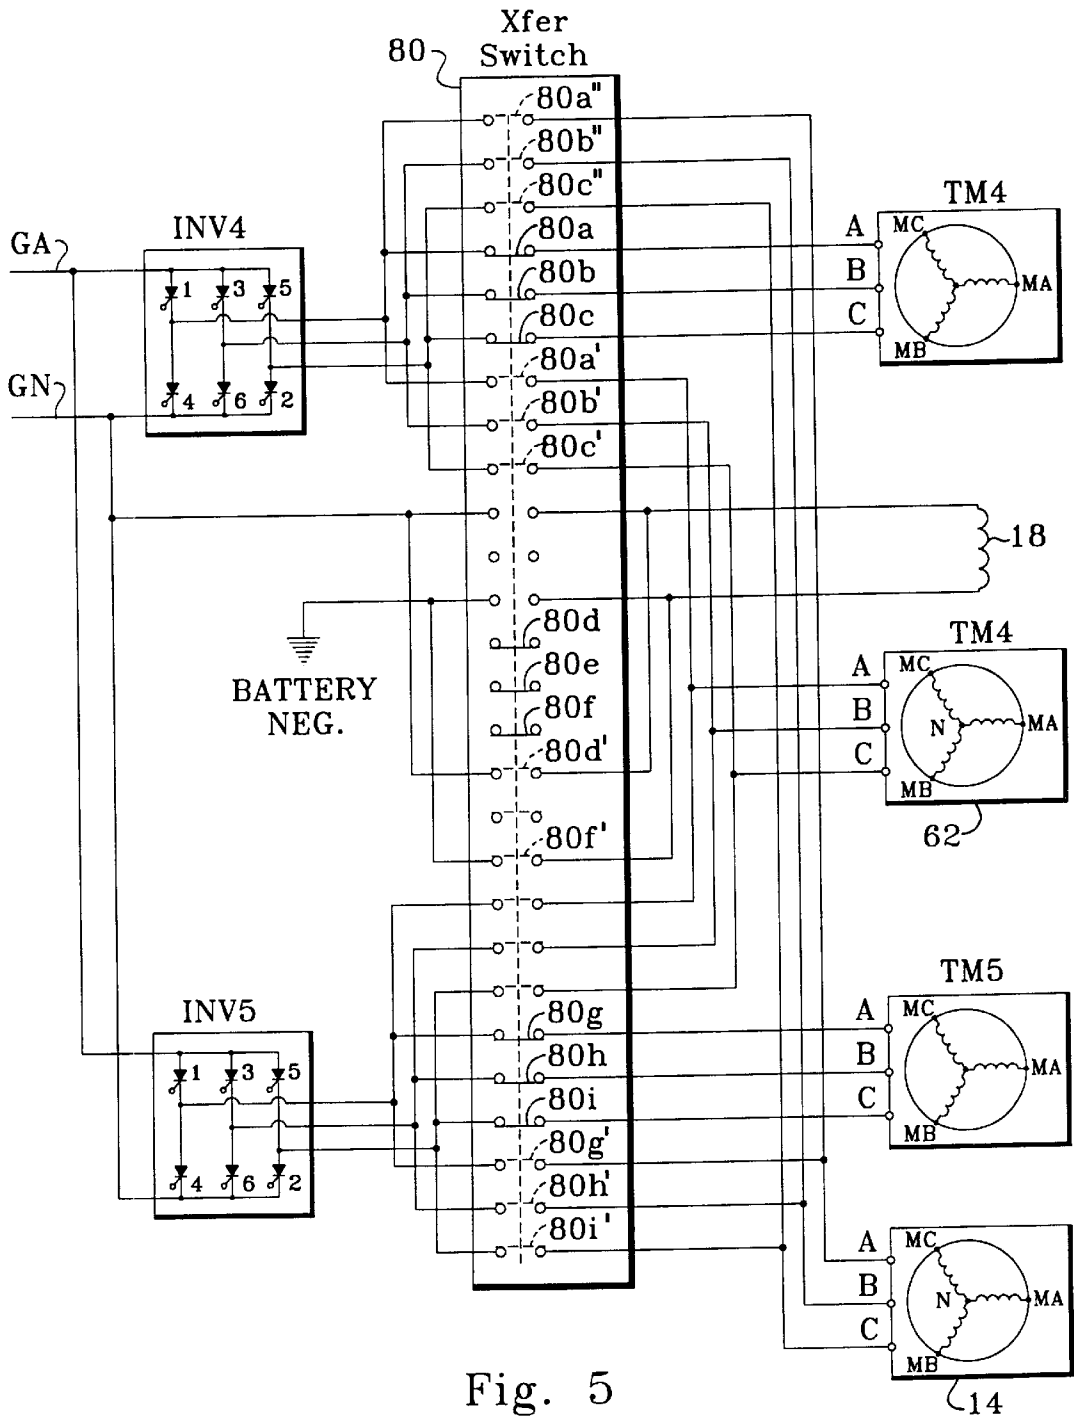 Xfer
Switch
80
80a"
80b"
80c"
80a
80b
80c
80a'
80b'
80c'
80d
80e
80f
80d'
80f'
80g
80h
80i
80g'
80h'
80i'
GA
GN
INV4
1 3 5
4 6 2
BATTERY
NEG.
INV5
1 3 5
4 6 2
TM4
A
B
C
MC
MA
MB
18
TM4
A
B
C
MC
N
MA
MB
62
TM5
A
B
C
MC
MA
MB
A
B
C
MC
N
MA
MB
14
Fig. 5